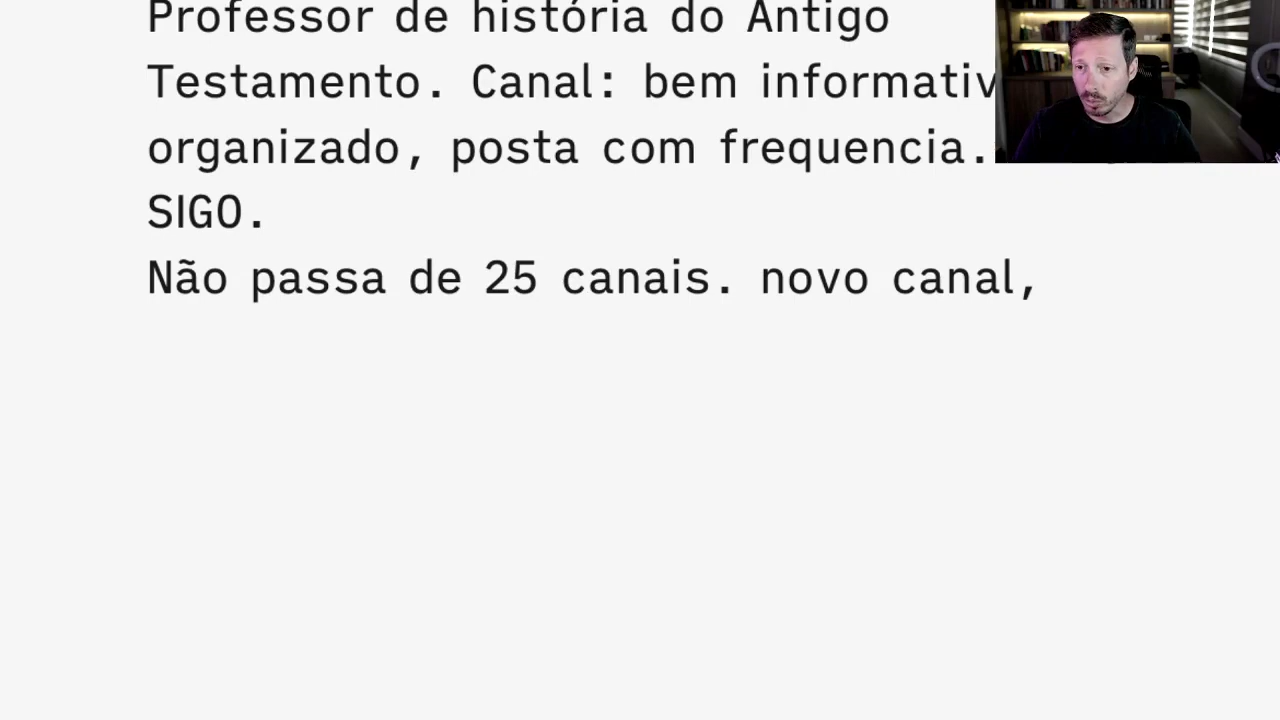 Professor de história do Antigo
Testamento. Canal: bem informativ
organizado, posta com frequencia.
SIGO.
Não passa de 25 canais. novo canal,